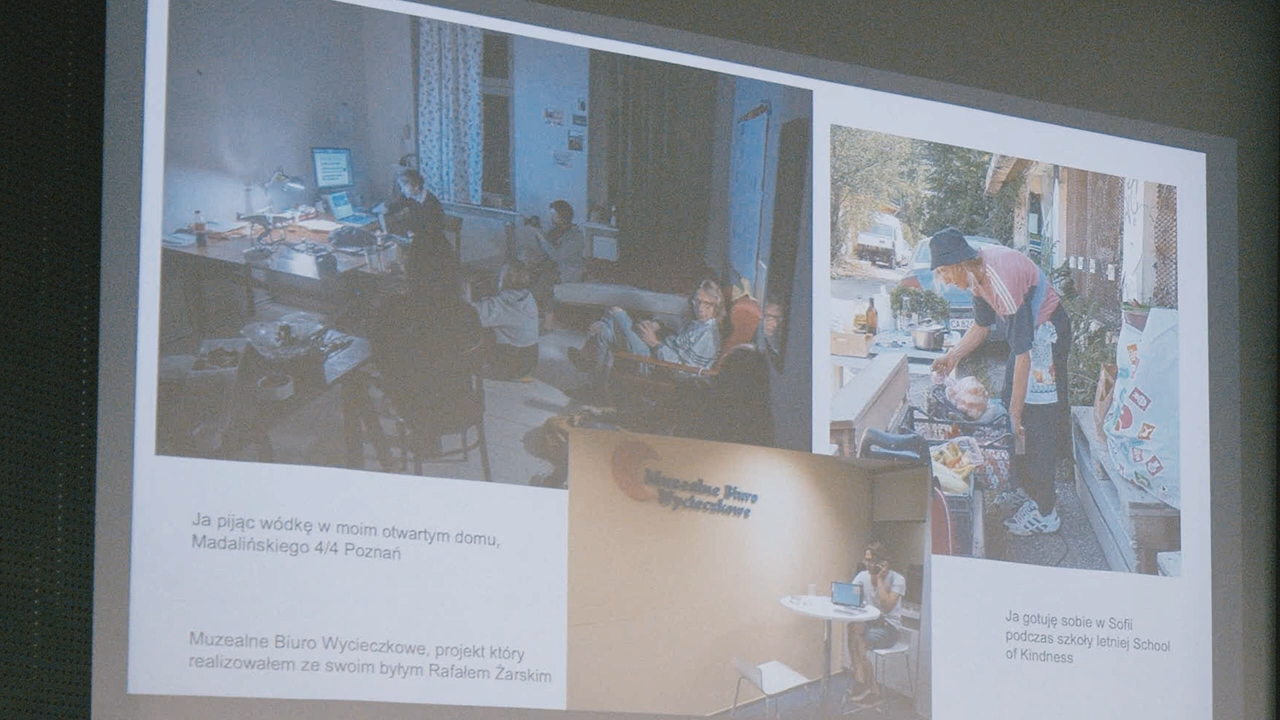 Muzealne Biuro
Wycieczkowe
Ja pijąc wódkę w moim otwartym domu,
Madalińskiego 4/4 Poznań
Muzealne Biuro Wycieczkowe, projekt który
realizowałem ze swoim byłym Rafałem Żarskim
Ja gotuję sobie w Sofii
podczas szkoły letniej School
of Kindness